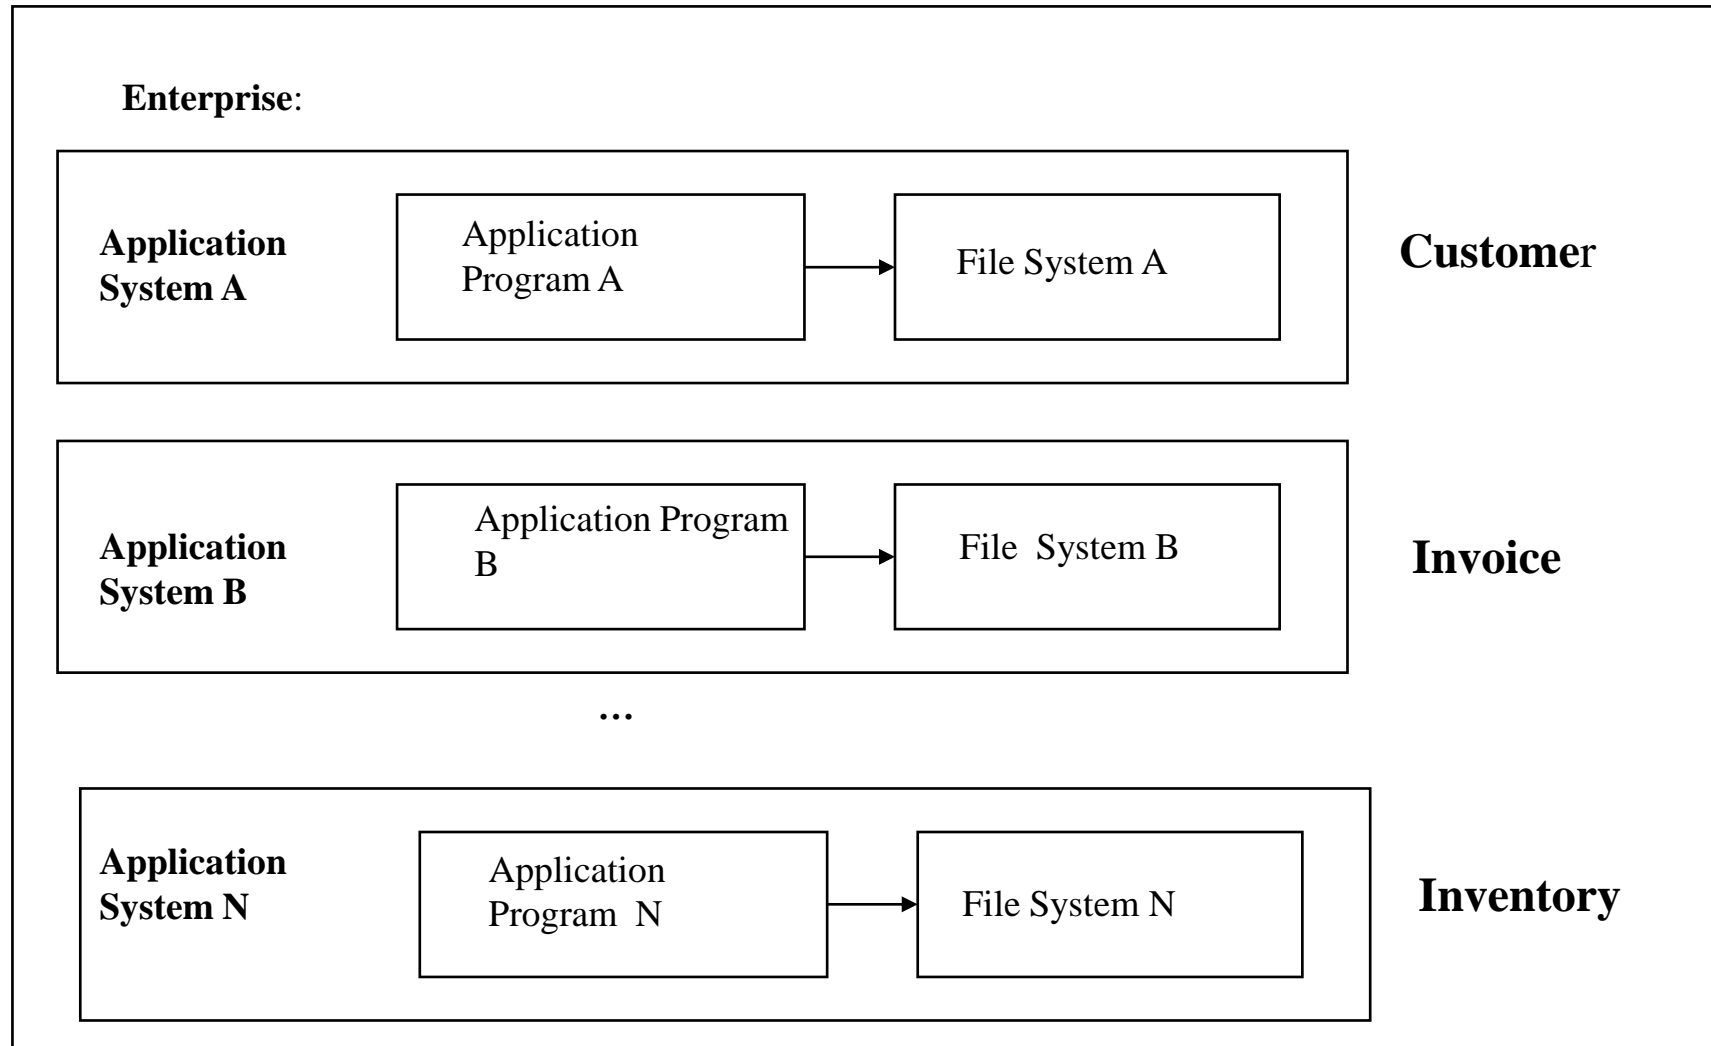 Enterprise:
Application
System A
Application
Program A
File System A
Customer
Application
System B
Application Program
B
File System B
Invoice
...
Application
System N
Application
Program N
File System N
Inventory